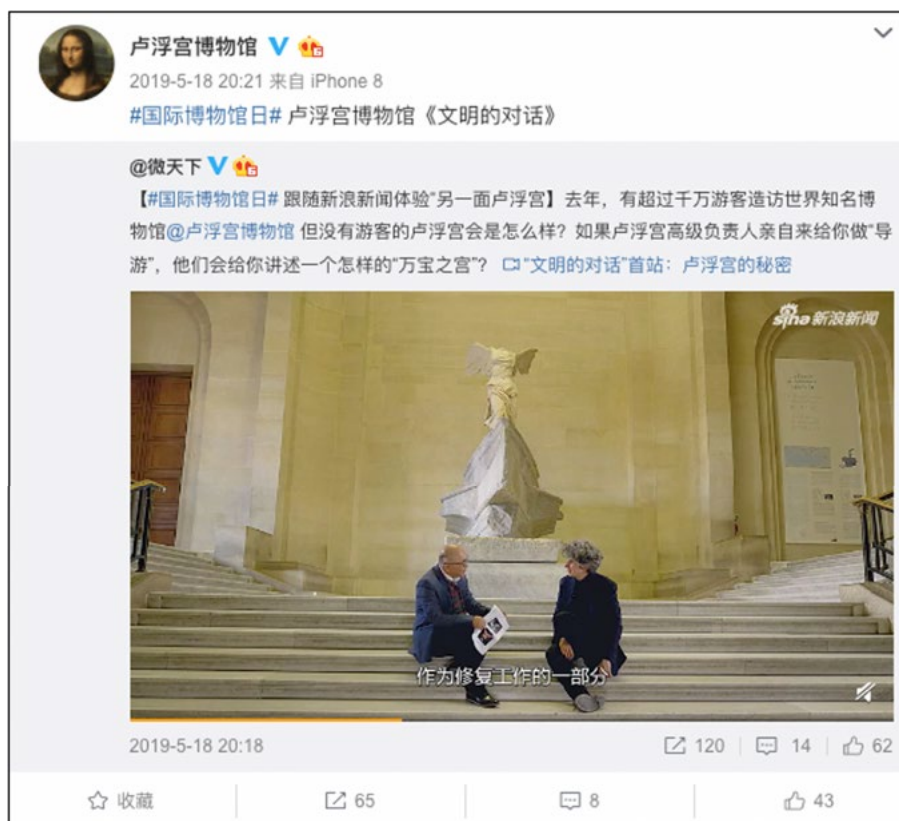 卢浮宫博物馆
2019-5-18 20:21 来自 iPhone 8
#国际博物馆日# 卢浮宫博物馆《文明的对话》
@微天下
【#国际博物馆日# 跟随新浪新闻体验“另一面卢浮宫】去年，有超过千万游客造访世界知名博
物馆@卢浮宫博物馆 但没有游客的卢浮宫会是怎么样？如果卢浮宫高级负责人亲自来给你做“导
游”，他们会给你讲述一个怎样的“万宝之宫”？ “文明的对话”首站：卢浮宫的秘密
sina 新浪新闻
作为修复工作的一部分
2019-5-18 20:18 120 14 62
收藏 65 8 43